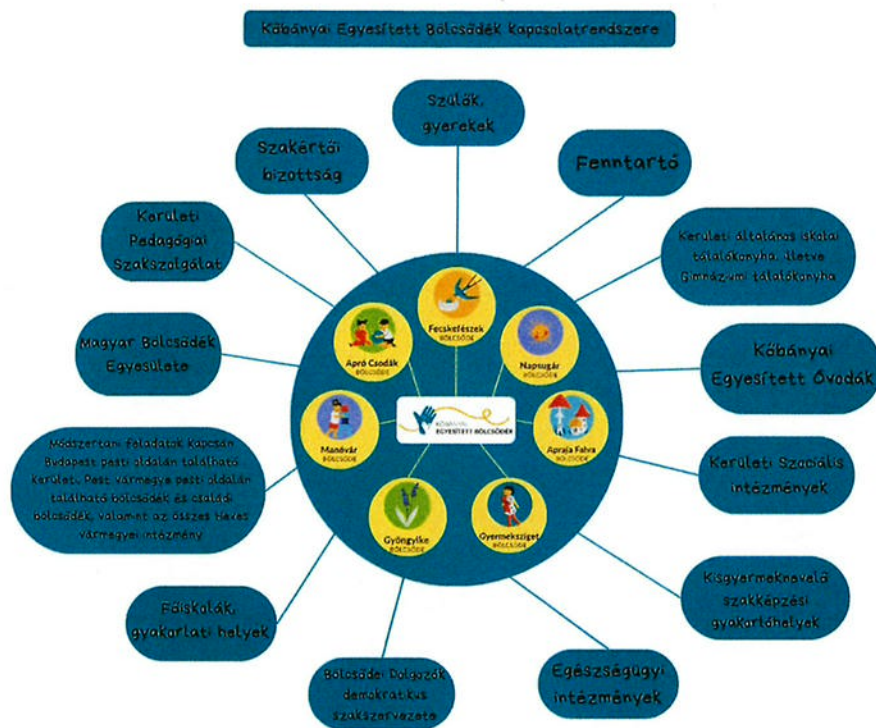 Kőbányai Egyesített Bölcsődék kapcsolatrendszere
Szülők,
gyerekek
Szakértői
bizottság
Fenntartó
Kerületi
Pedagógiai
Szakszolgálat
Kerületi általános iskolai
tálalókonyha, illetve
Gimnáziumi tálalókonyha
Magyar Bölcsődék
Egyesülete
Kőbányai
Egyesített Óvodák
Módszertani feladatok kapcsán
Budapest pesti oldalán található
kerületi, Pest vármegye pesti oldalán
található bölcsődék és családi
bölcsődék, valamint az összes Heves
vármegyei intézmény
Kerületi Szociális
intézmények
Főiskolák,
gyakorlati helyek
Kisgyermeknevelő
szakképzési
gyakorlóhelyek
Bölcsődei Dolgozók
demokratikus
szakszervezete
Egészségügyi
intézmények
Fecskefészek
BÖLCSŐDE
Apró Csodák
BÖLCSŐDE
Napsugár
BÖLCSŐDE
Manóvár
BÖLCSŐDE
KŐBÁNYAI
EGYESÍTETT BÖLCSŐDÉK
Apraja Falva
BÖLCSŐDE
Gyöngyike
BÖLCSŐDE
Gyermeksziget
BÖLCSŐDE